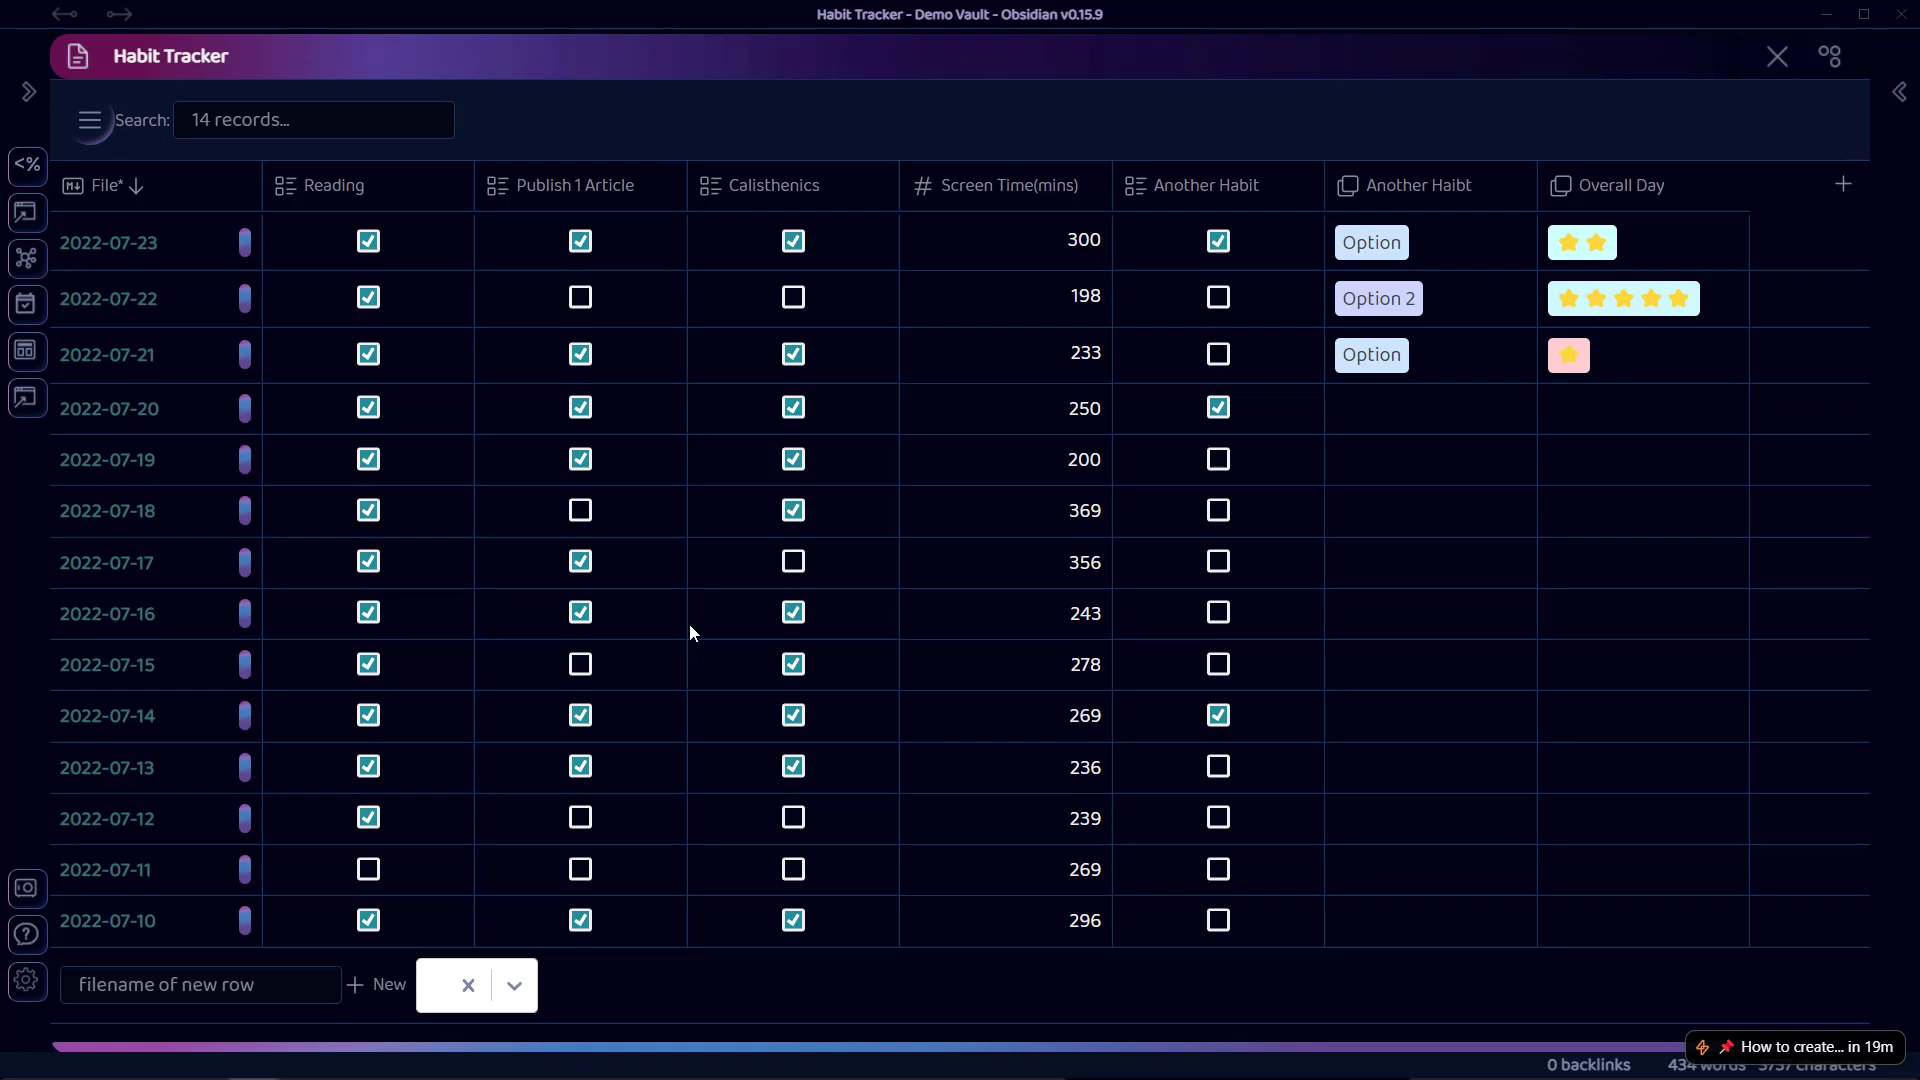 Habit Tracker - Demo Vault - Obsidian v0.15.9
Habit Tracker
Search: 14 records...
<%
File* Reading Publish 1 Article Calisthenics # Screen Time(mins) Another Habit Another Haibt Overall Day +
2022-07-23 300 Option
2022-07-22 198 Option 2
2022-07-21 233 Option
2022-07-20 250
2022-07-19 200
2022-07-18 369
2022-07-17 356
2022-07-16 243
2022-07-15 278
2022-07-14 269
2022-07-13 236
2022-07-12 239
2022-07-11 269
2022-07-10 296
filename of new row + New
How to create... in 19m
0 backlinks 434 words 3737 characters